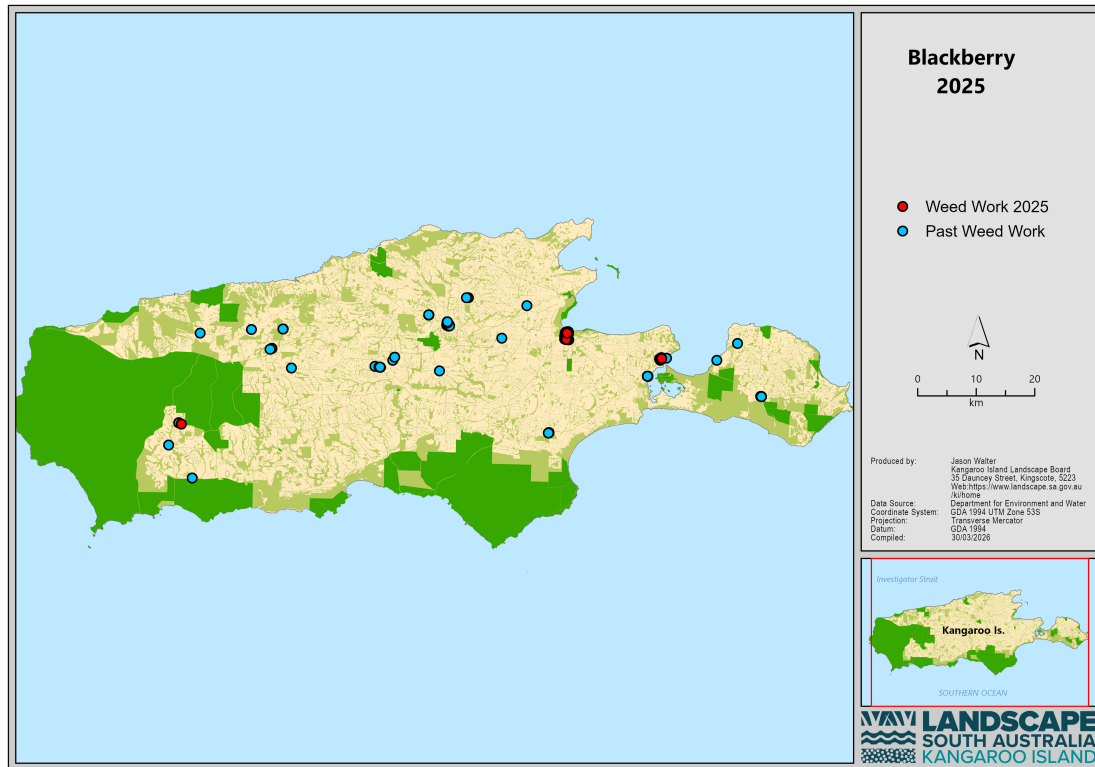 Blackberry
2025
Weed Work 2025
Past Weed Work
N
0 10 20
km
Produced by: Jason Walter
Kangaroo Island Landscape Board
35 Dauncey Street, Kingscote, 5223
Web:https://www.landscape.sa.gov.au
/ki/home
Data Source: Department for Environment and Water
Coordinate System: GDA 1994 UTM Zone 53S
Projection: Transverse Mercator
Datum: GDA 1994
Compiled: 30/03/2026
Investigator Strait
Kangaroo Is.
SOUTHERN OCEAN
LANDSCAPE
SOUTH AUSTRALIA
KANGAROO ISLAND